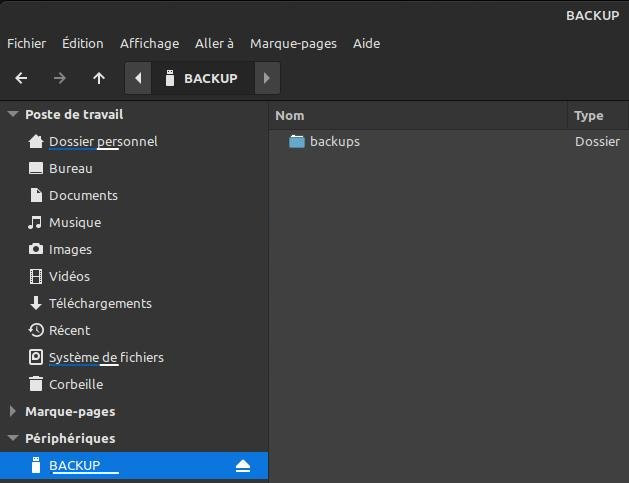 BACKUP
Fichier Édition Affichage Aller à Marque-pages Aide
BACKUP
Poste de travail
Dossier personnel
Bureau
Documents
Musique
Images
Vidéos
Téléchargements
Récent
Système de fichiers
Corbeille
Marque-pages
Périphériques
BACKUP
Nom Type
backups Dossier